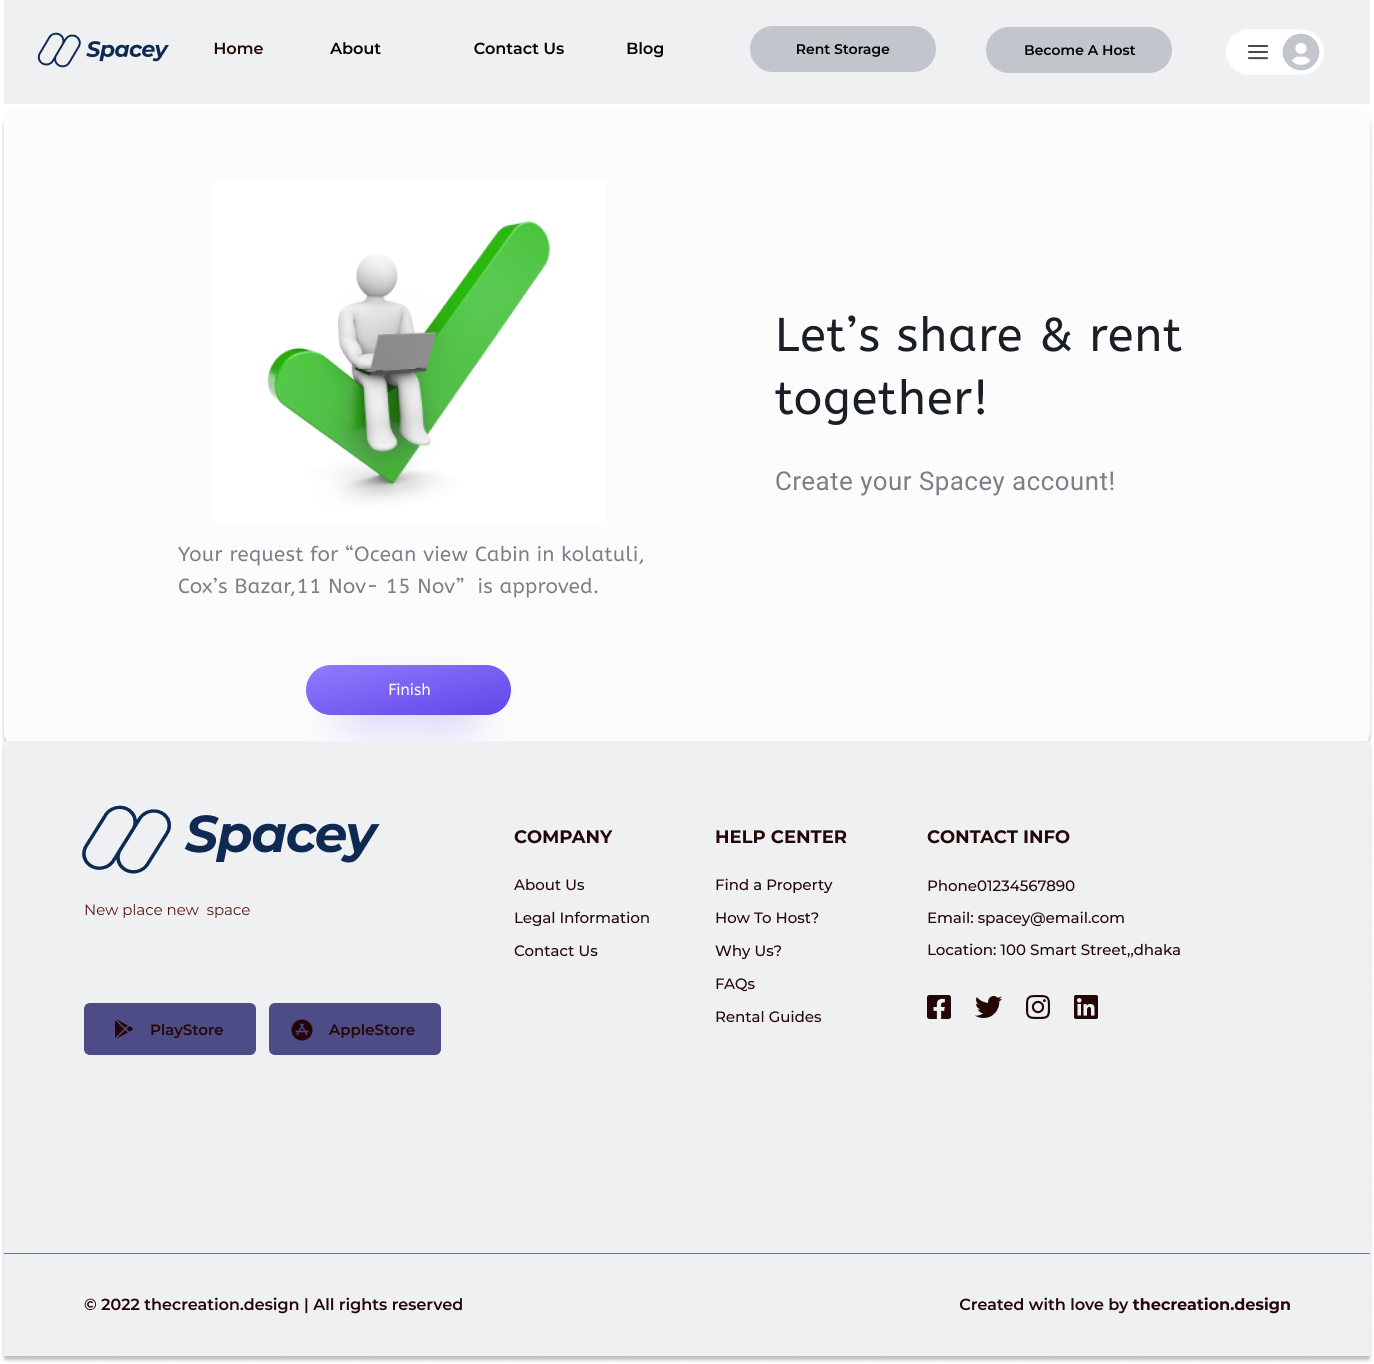 Spacey
Home
About
Contact Us
Blog
Rent Storage
Become A Host
Let’s share & rent
together!
Create your Spacey account!
Your request for “Ocean view Cabin in kolatuli,
Cox’s Bazar,11 Nov- 15 Nov”  is approved.
Finish
Spacey
New place new  space
PlayStore
AppleStore
COMPANY
About Us
Legal Information
Contact Us
HELP CENTER
Find a Property
How To Host?
Why Us?
FAQs
Rental Guides
CONTACT INFO
Phone01234567890
Email: spacey@email.com
Location: 100 Smart Street,,dhaka
© 2022 thecreation.design | All rights reserved
Created with love by thecreation.design